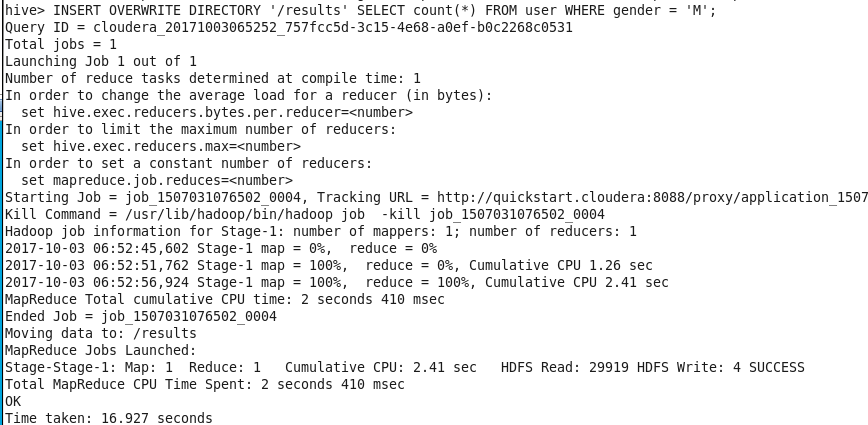 hive> INSERT OVERWRITE DIRECTORY '/results' SELECT count(*) FROM user WHERE gender = 'M';
Query ID = cloudera_20171003065252_757fcc5d-3c15-4e68-a0ef-b0c2268c0531
Total jobs = 1
Launching Job 1 out of 1
Number of reduce tasks determined at compile time: 1
In order to change the average load for a reducer (in bytes):
  set hive.exec.reducers.bytes.per.reducer=<number>
In order to limit the maximum number of reducers:
  set hive.exec.reducers.max=<number>
In order to set a constant number of reducers:
  set mapreduce.job.reduces=<number>
Starting Job = job_1507031076502_0004, Tracking URL = http://quickstart.cloudera:8088/proxy/application_1507
Kill Command = /usr/lib/hadoop/bin/hadoop job  -kill job_1507031076502_0004
Hadoop job information for Stage-1: number of mappers: 1; number of reducers: 1
2017-10-03 06:52:45,602 Stage-1 map = 0%,  reduce = 0%
2017-10-03 06:52:51,762 Stage-1 map = 100%,  reduce = 0%, Cumulative CPU 1.26 sec
2017-10-03 06:52:56,924 Stage-1 map = 100%,  reduce = 100%, Cumulative CPU 2.41 sec
MapReduce Total cumulative CPU time: 2 seconds 410 msec
Ended Job = job_1507031076502_0004
Moving data to: /results
MapReduce Jobs Launched:
Stage-Stage-1: Map: 1  Reduce: 1   Cumulative CPU: 2.41 sec   HDFS Read: 29919 HDFS Write: 4 SUCCESS
Total MapReduce CPU Time Spent: 2 seconds 410 msec
OK
Time taken: 16.927 seconds